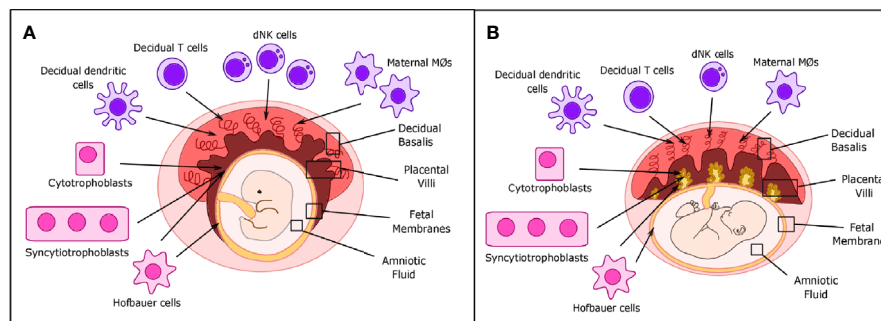 A
Decidual T cells
dNK cells
Maternal MØs
Decidual dendritic
cells
Decidual
Basalis
Cytotrophoblasts
Placental
Villi
Fetal
Membranes
Syncytiotrophoblasts
Amniotic
Fluid
Hofbauer cells
B
Decidual T cells
dNK cells
Maternal MØs
Decidual dendritic
cells
Decidual
Basalis
Cytotrophoblasts
Placental
Villi
Fetal
Membranes
Syncytiotrophoblasts
Amniotic
Fluid
Hofbauer cells